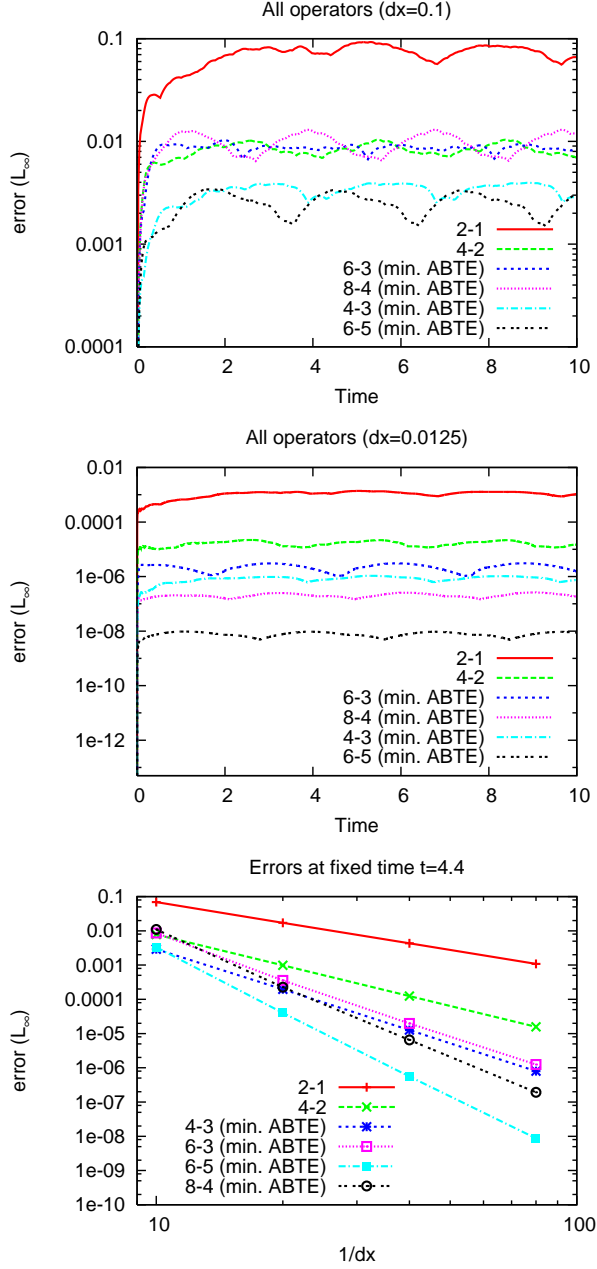 All operators (dx=0.1)
error (L∞)
0.1
0.01
0.001
0.0001
2-1
4-2
6-3 (min. ABTE)
8-4 (min. ABTE)
4-3 (min. ABTE)
6-5 (min. ABTE)
0 2 4 6 8 10
Time
All operators (dx=0.0125)
error (L∞)
0.01
0.0001
1e-06
1e-08
1e-10
1e-12
2-1
4-2
6-3 (min. ABTE)
8-4 (min. ABTE)
4-3 (min. ABTE)
6-5 (min. ABTE)
0 2 4 6 8 10
Time
Errors at fixed time t=4.4
error (L∞)
0.1
0.01
0.001
0.0001
1e-05
1e-06
1e-07
1e-08
1e-09
1e-10
2-1
4-2
4-3 (min. ABTE)
6-3 (min. ABTE)
6-5 (min. ABTE)
8-4 (min. ABTE)
10 100
1/dx